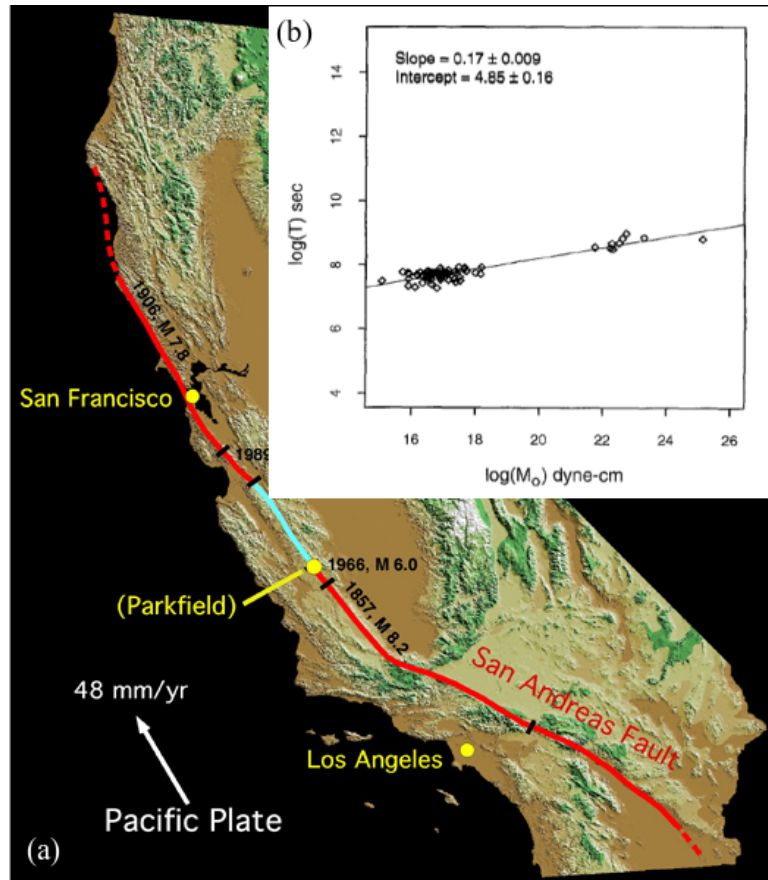 (b)
Slope = 0.17 ± 0.009
Intercept = 4.85 ± 0.16
14
12
10
8
6
4
log(T) sec
16 18 20 22 24 26
log(Mo) dyne-cm
1906, M 7.8
San Francisco
1989
1966, M 6.0
(Parkfield)
1857, M 8.2
48 mm/yr
San Andreas Fault
Los Angeles
Pacific Plate
(a)